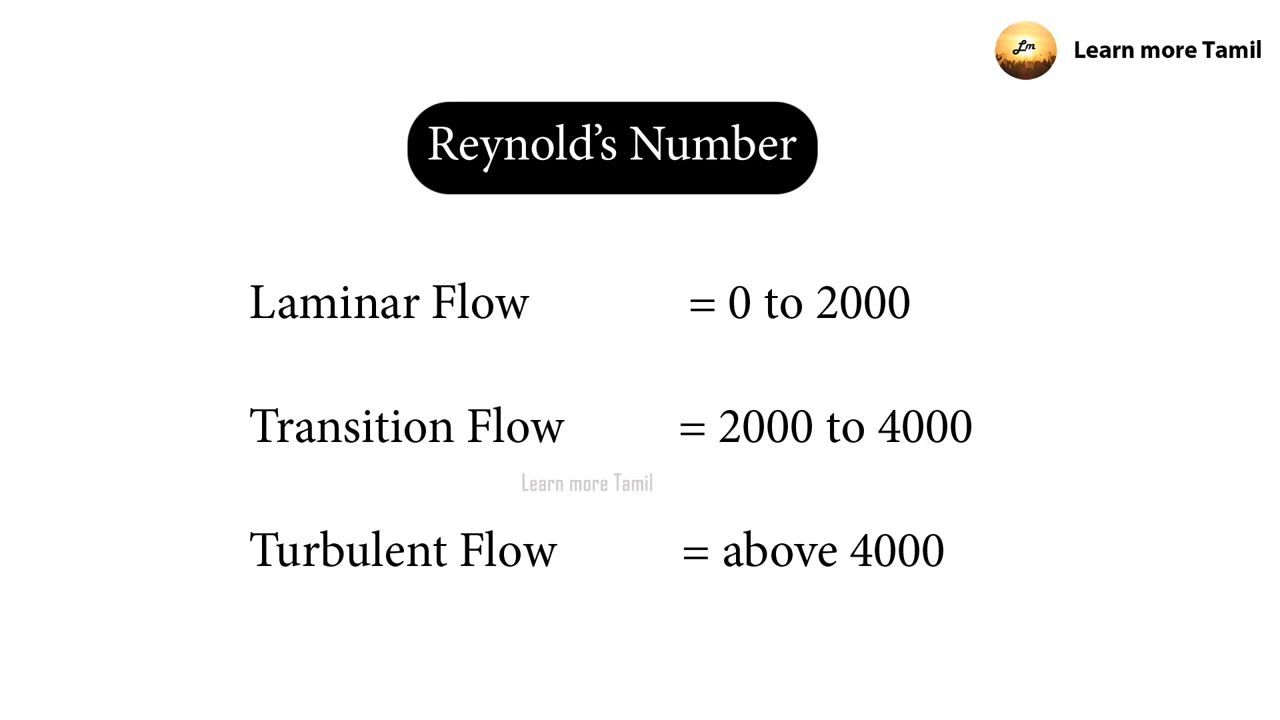 Lm
Learn more Tamil
Reynold’s Number
Laminar Flow = 0 to 2000
Transition Flow = 2000 to 4000
Learn more Tamil
Turbulent Flow = above 4000